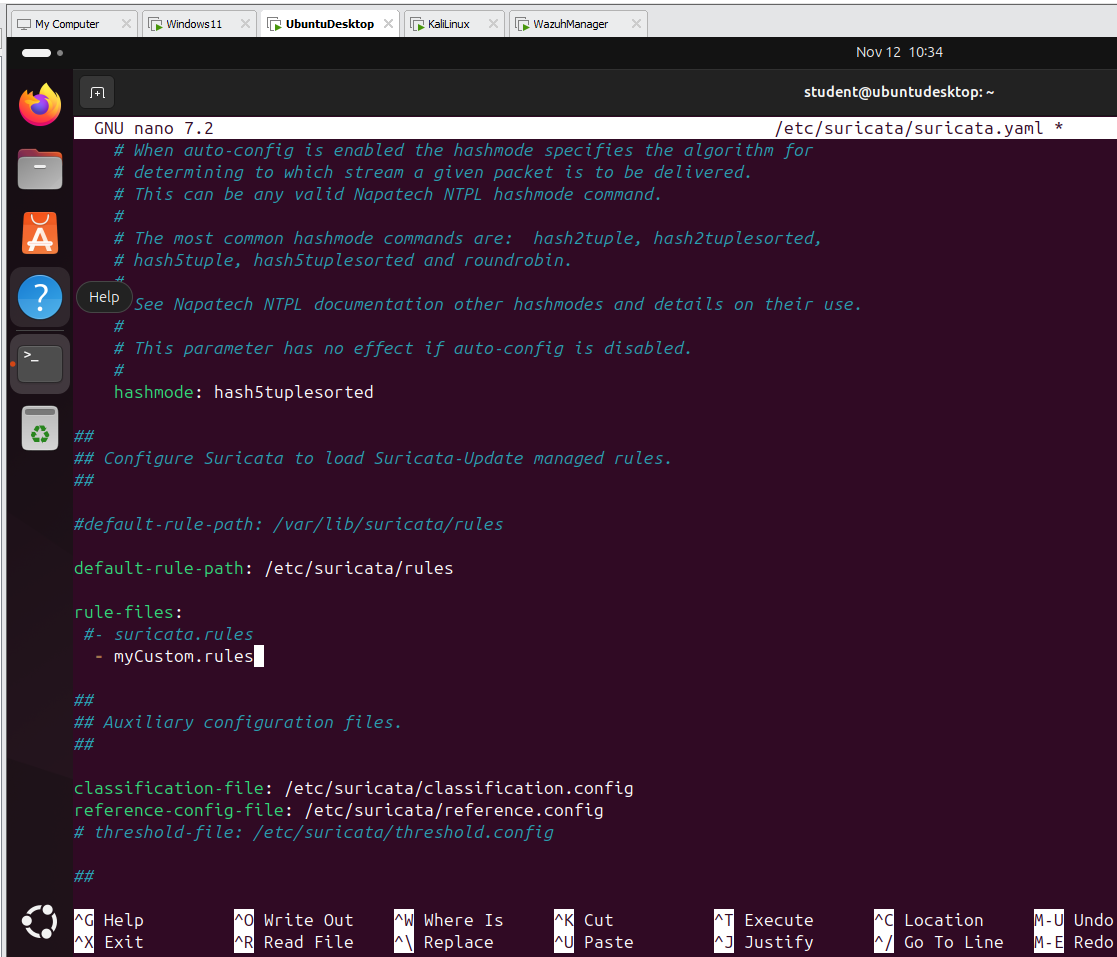 My Computer
Windows11
UbuntuDesktop
KaliLinux
WazuhManager
Nov 12 10:34
student@ubuntudesktop: ~
GNU nano 7.2 /etc/suricata/suricata.yaml *
# When auto-config is enabled the hashmode specifies the algorithm for
# determining to which stream a given packet is to be delivered.
# This can be any valid Napatech NTPL hashmode command.
#
# The most common hashmode commands are:  hash2tuple, hash2tuplesorted,
# hash5tuple, hash5tuplesorted and roundrobin.
#
Help
See Napatech NTPL documentation other hashmodes and details on their use.
#
# This parameter has no effect if auto-config is disabled.
#
hashmode: hash5tuplesorted
##
## Configure Suricata to load Suricata-Update managed rules.
##
#default-rule-path: /var/lib/suricata/rules
default-rule-path: /etc/suricata/rules
rule-files:
#- suricata.rules
- myCustom.rules
##
## Auxiliary configuration files.
##
classification-file: /etc/suricata/classification.config
reference-config-file: /etc/suricata/reference.config
# threshold-file: /etc/suricata/threshold.config
##
^G Help ^O Write Out ^W Where Is ^K Cut ^T Execute ^C Location M-U Undo
^X Exit ^R Read File ^\ Replace ^U Paste ^J Justify ^/ Go To Line M-E Redo